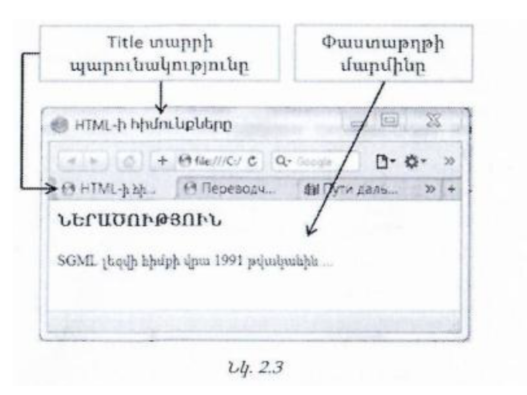 Title տարրի
պարունակությունը
Փաստաթղթի
մարմինը
HTML-ի հիմունքները
file:///C:/ Q- Google
HTML-ի հի... Переводч... Пути даль...
ՆԵՐԱԾՈՒԹՅՈՒՆ
SGML լեզվի հիմքի վրա 1991 թվականին ...
Նկ. 2.3